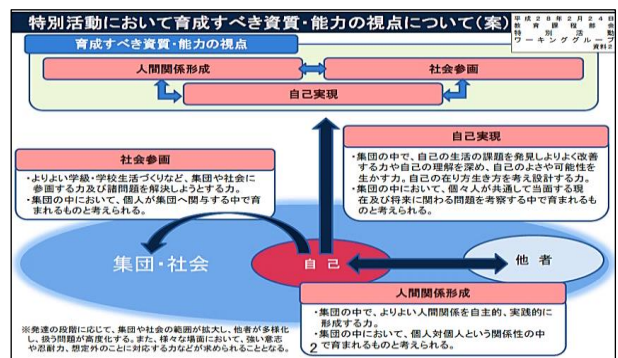 特別活動において育成すべき資質・能力の視点について（案）
平成２８年２月２４日
教育課程部会
特別活動
ワーキンググループ
資料２
育成すべき資質・能力の視点
人間関係形成
社会参画
自己実現
社会参画
・よりよい学級・学校生活づくりなど、集団や社会に
参画する力及び諸問題を解決しようとする力。
・集団の中において、個人が集団へ関与する中で育
まれるものと考えられる。
自己実現
・集団の中で、自己の生活の課題を発見しよりよく改善
する力や自己の理解を深め、自己のよさや可能性を
生かす力。自己の在り方生き方を考え設計する力。
・集団の中において、個々人が共通して当面する現
在及び将来に関わる問題を考察する中で育まれるも
のと考えられる。
集団・社会
自 己
他 者
人間関係形成
・集団の中で、よりよい人間関係を自主的、実践的に
形成する力。
・集団の中において、個人対個人という関係性の中
で育まれるものと考えられる。
※発達の段階に応じて、集団や社会の範囲が拡大し、他者が多様化
し、扱う問題が高度化する。また、様々な場面において、強い意志
や忍耐力、想定外のことに対応する力などが求められることとなる。
2